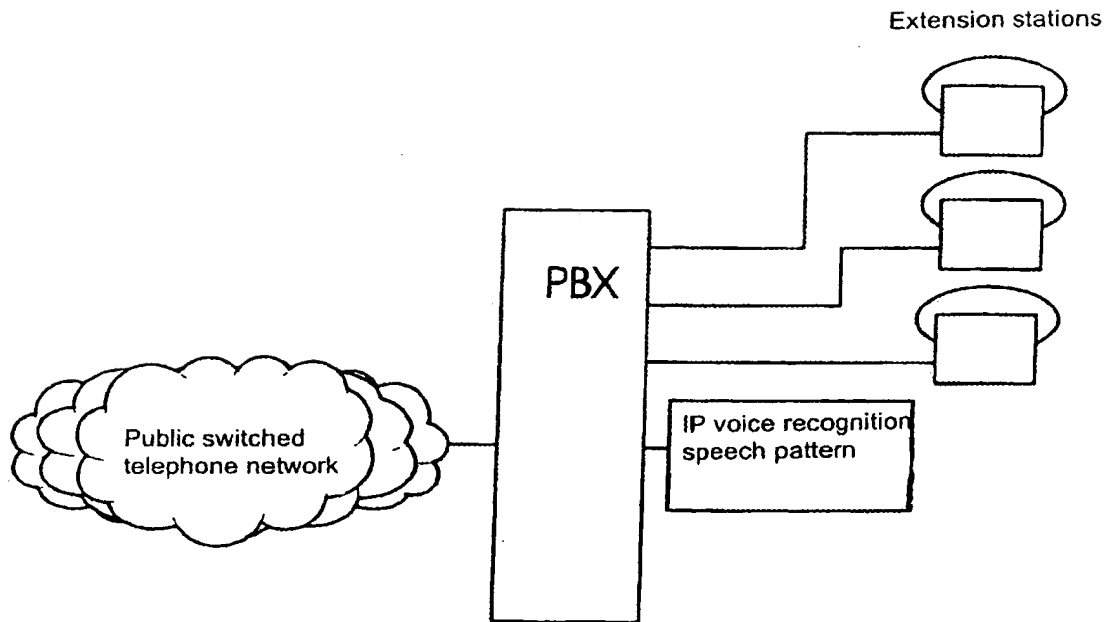 Extension stations
PBX
Public switched
telephone network
IP voice recognition
speech pattern